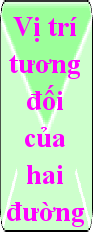 Vị trí
tương
đối
của
hai
đường